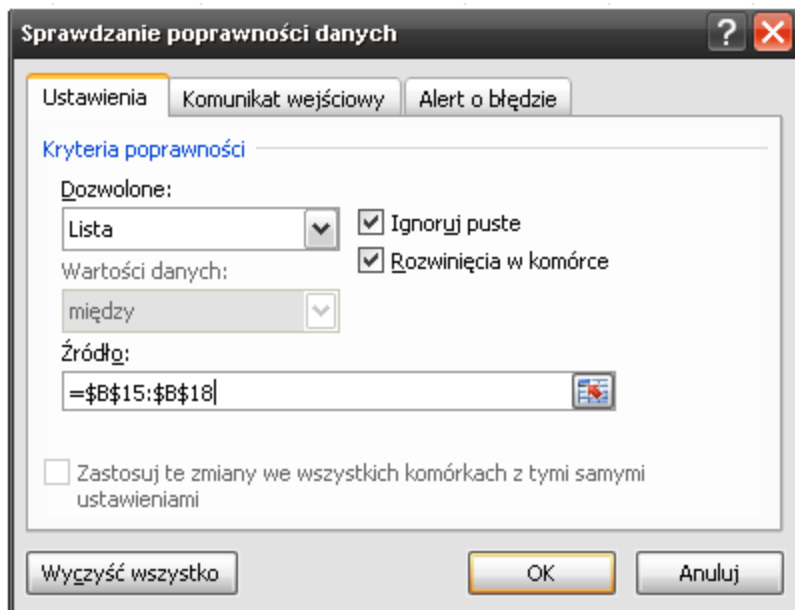 Sprawdzanie poprawności danych
Ustawienia
Komunikat wejściowy
Alert o błędzie
Kryteria poprawności
Dozwolone:
Lista
Ignoruj puste
Rozwinięcia w komórce
Wartości danych:
między
Źródło:
=$B$15:$B$18
Zastosuj te zmiany we wszystkich komórkach z tymi samymi
ustawieniami
Wyczyść wszystko
OK
Anuluj